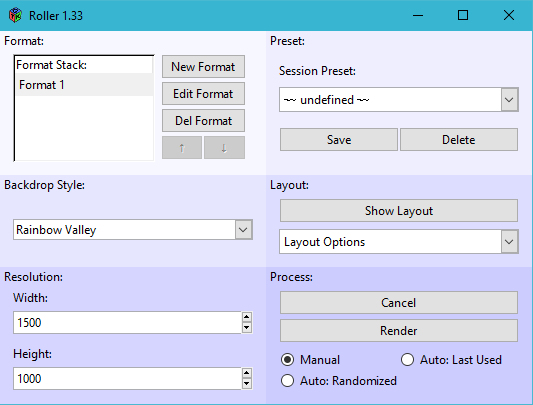 Roller 1.33
Format:
Format Stack:
Format 1
New Format
Edit Format
Del Format
↑ ↓
Preset:
Session Preset:
~~ undefined ~~
Save Delete
Backdrop Style:
Rainbow Valley
Layout:
Show Layout
Layout Options
Resolution:
Width:
1500
Height:
1000
Process:
Cancel
Render
Manual Auto: Last Used
Auto: Randomized